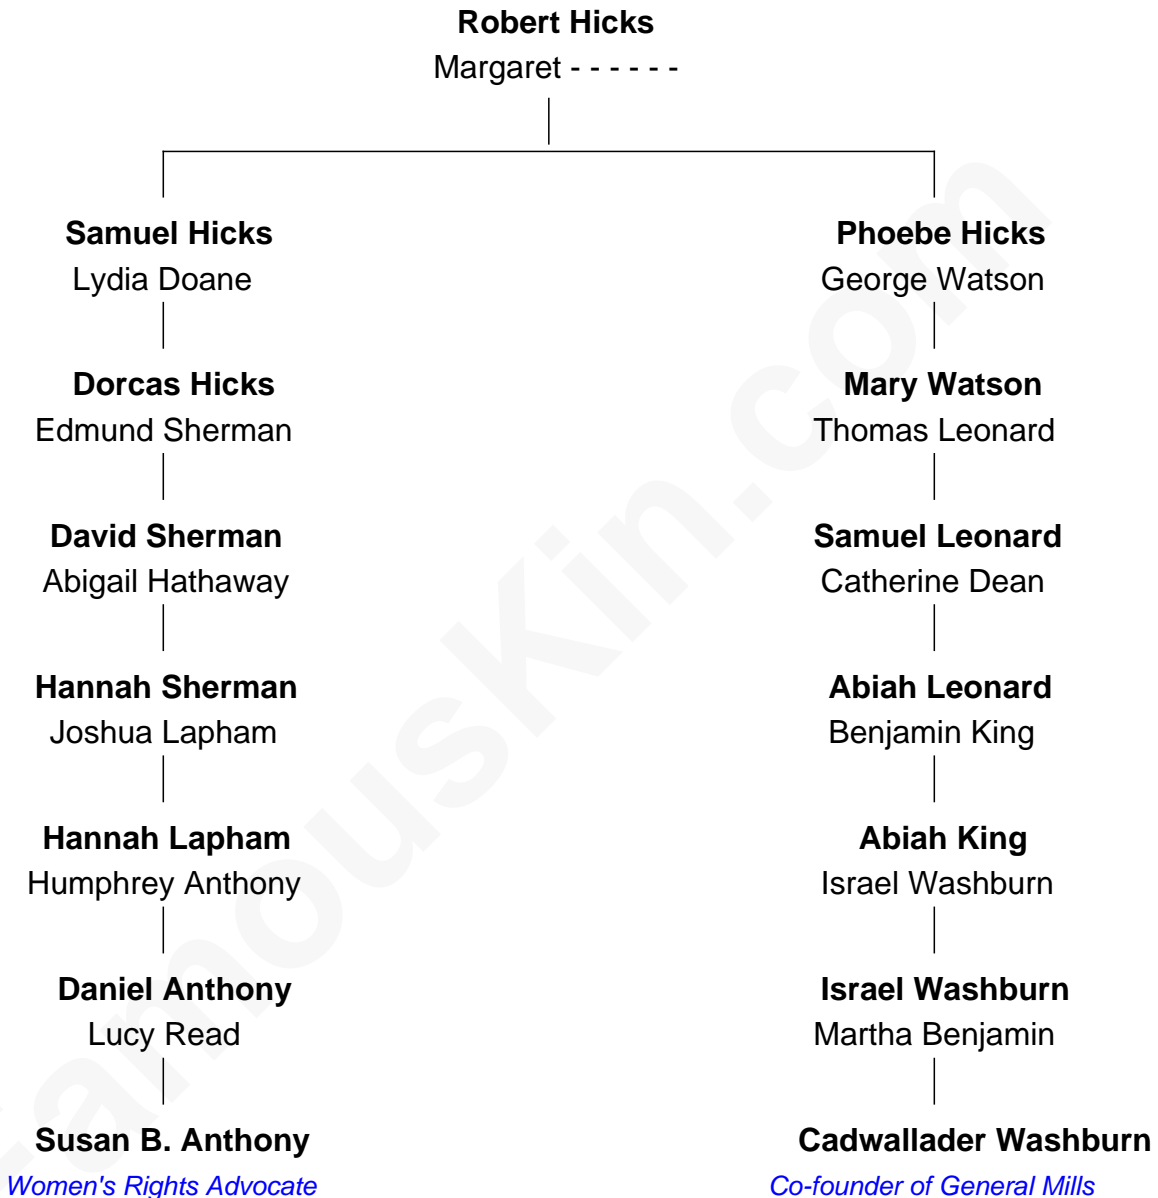 Robert Hicks
Margaret - - - - - -
Samuel Hicks
Lydia Doane
Phoebe Hicks
George Watson
Dorcas Hicks
Edmund Sherman
Mary Watson
Thomas Leonard
David Sherman
Abigail Hathaway
Samuel Leonard
Catherine Dean
Hannah Sherman
Joshua Lapham
Abiah Leonard
Benjamin King
Hannah Lapham
Humphrey Anthony
Abiah King
Israel Washburn
Daniel Anthony
Lucy Read
Israel Washburn
Martha Benjamin
Susan B. Anthony
Women's Rights Advocate
Cadwallader Washburn
Co-founder of General Mills
FamousKin.com